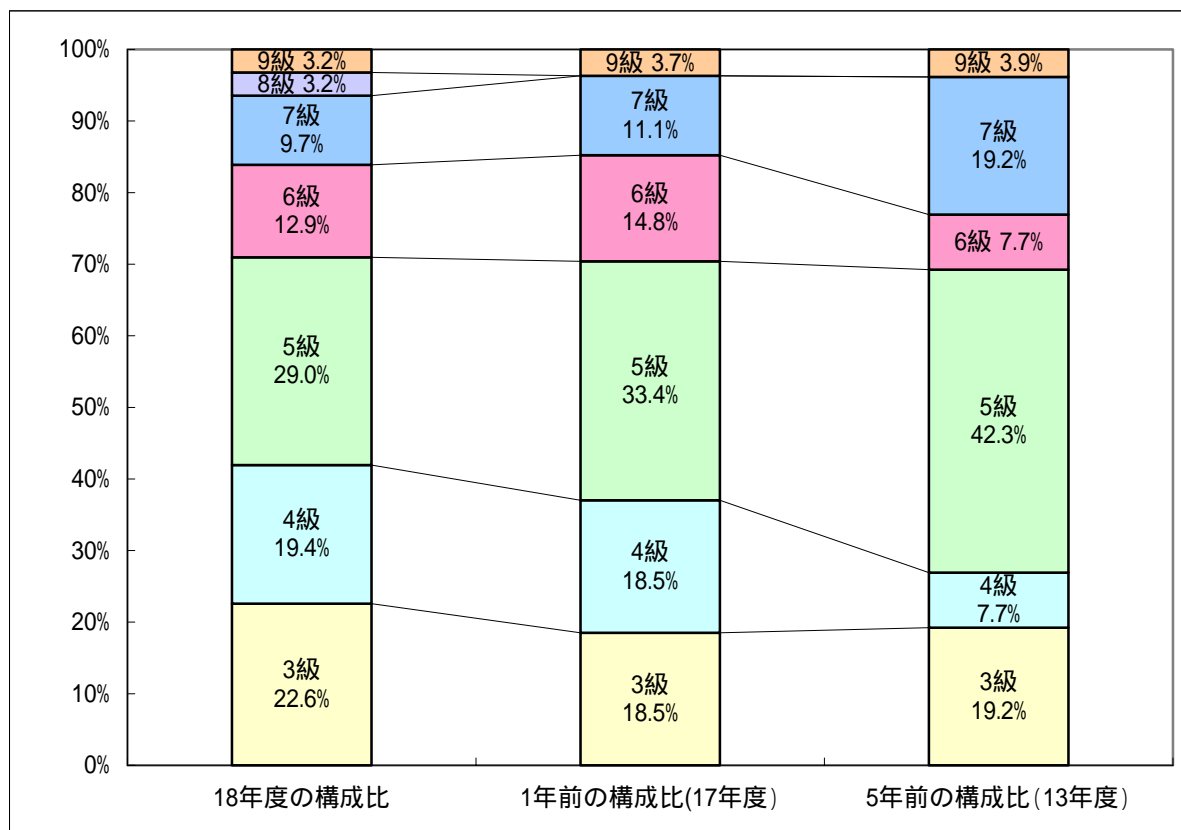 100%
90%
80%
70%
60%
50%
40%
30%
20%
10%
0%
9級 3.2%
8級 3.2%
7級
9.7%
6級
12.9%
5級
29.0%
4級
19.4%
3級
22.6%
9級 3.7%
7級
11.1%
6級
14.8%
5級
33.4%
4級
18.5%
3級
18.5%
9級 3.9%
7級
19.2%
6級 7.7%
5級
42.3%
4級
7.7%
3級
19.2%
18年度の構成比
1年前の構成比(17年度)
5年前の構成比(13年度)